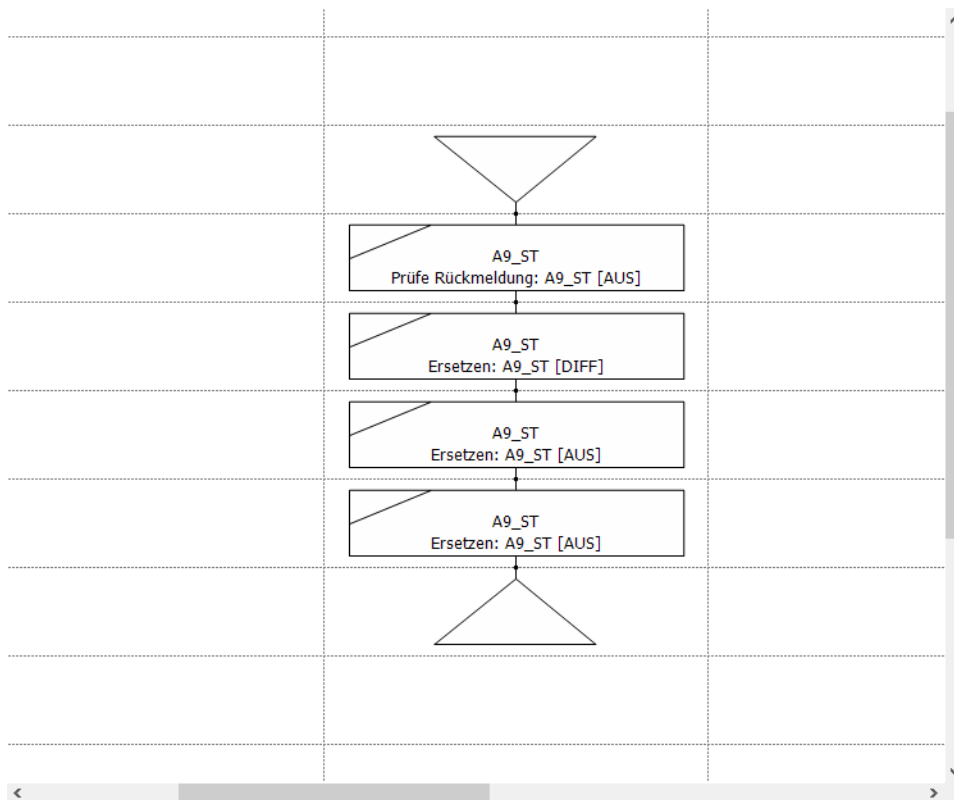 A9_ST
Prüfe Rückmeldung: A9_ST [AUS]
A9_ST
Ersetzen: A9_ST [DIFF]
A9_ST
Ersetzen: A9_ST [AUS]
A9_ST
Ersetzen: A9_ST [AUS]